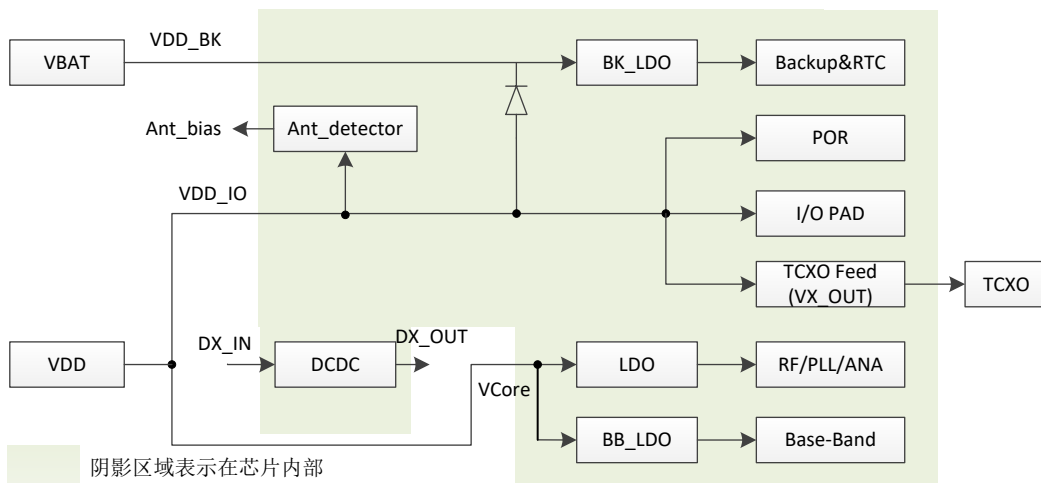 VDD_BK
VBAT
BK_LDO
Backup&RTC
Ant_bias
Ant_detector
POR
VDD_IO
I/O PAD
TCXO Feed
(VX_OUT)
TCXO
DX_IN
DX_OUT
VDD
DCDC
LDO
RF/PLL/ANA
VCore
BB_LDO
Base-Band
阴影区域表示在芯片内部